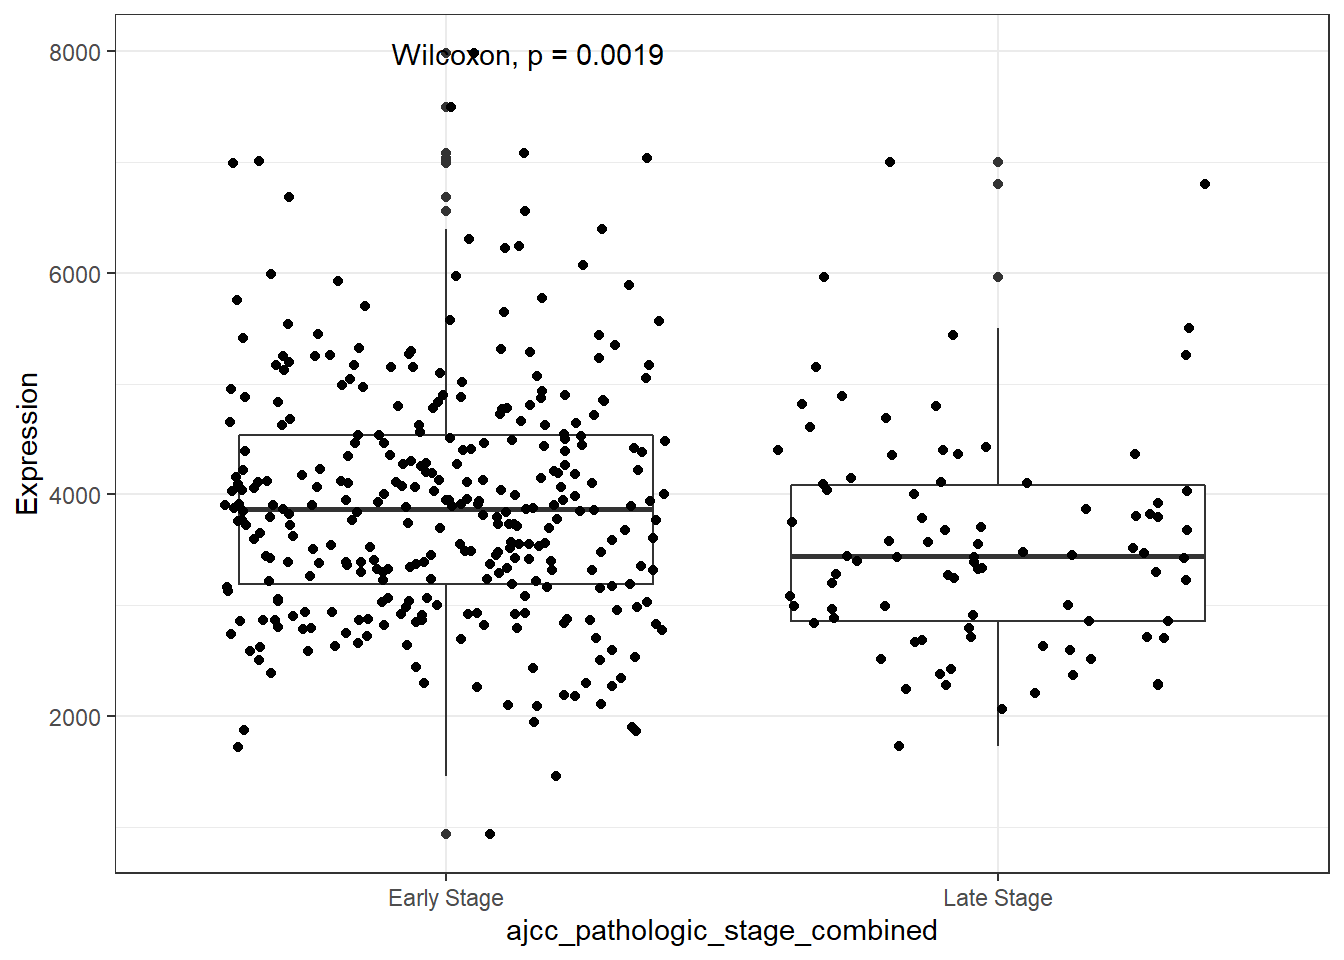 Wilcoxon, p = 0.0019
8000
6000
4000
2000
Expression
Early Stage
Late Stage
ajcc_pathologic_stage_combined